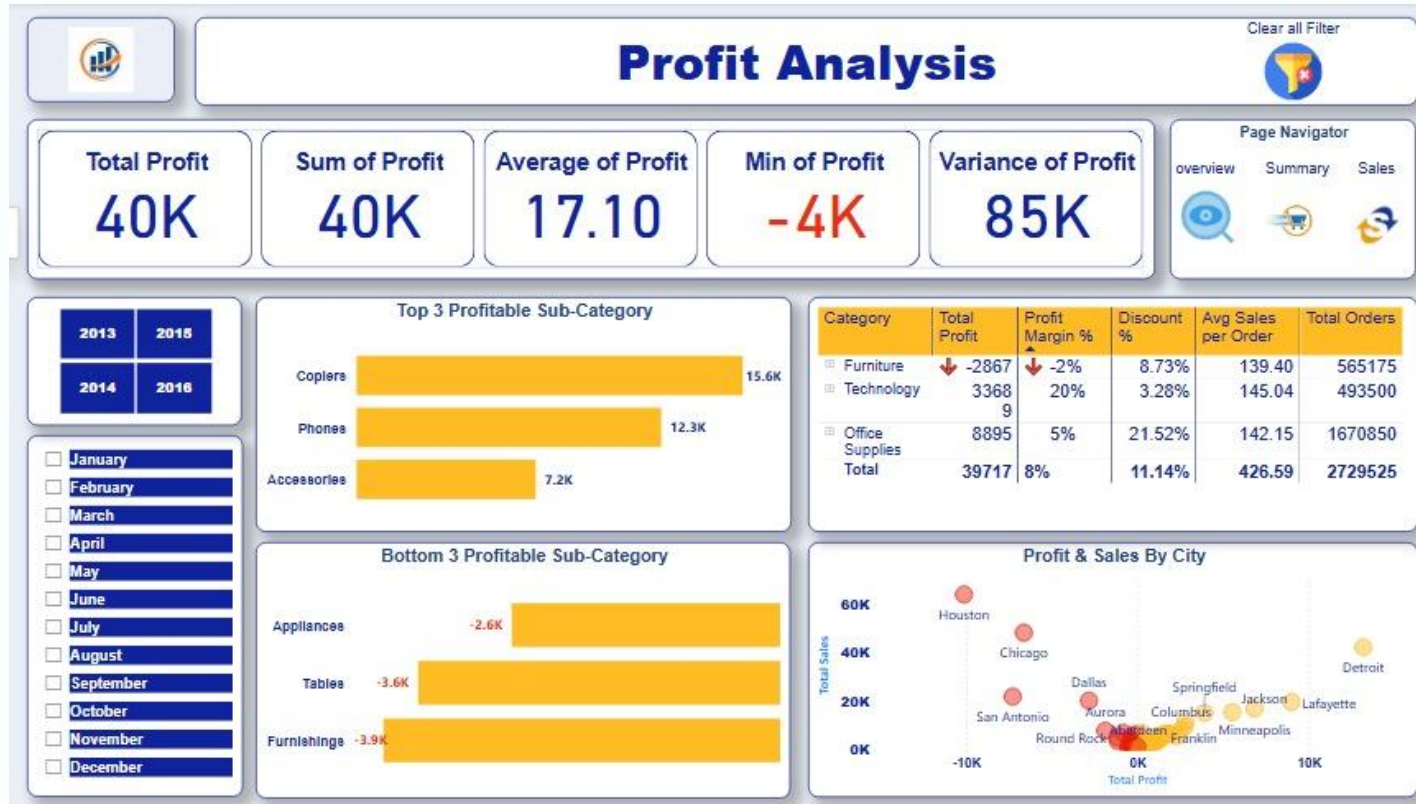 Clear all Filter
Profit Analysis
Total Profit
40K
Sum of Profit
40K
Average of Profit
17.10
Min of Profit
-4K
Variance of Profit
85K
Page Navigator
overview Summary Sales
2013 2015
2014 2016
January
February
March
April
May
June
July
August
September
October
November
December
Top 3 Profitable Sub-Category
Copiers 15.6K
Phones 12.3K
Accessories 7.2K
Bottom 3 Profitable Sub-Category
Appliances -2.6K
Tables -3.6K
Furnishings -3.9K
Category Total Profit Profit Margin % Discount % Avg Sales per Order Total Orders
Furniture -2867 -2% 8.73% 139.40 565175
Technology 33689 20% 3.28% 145.04 493500
Office Supplies 8895 5% 21.52% 142.15 1670850
Total 39717 8% 11.14% 426.59 2729525
Profit & Sales By City
Total Sales
60K
40K
20K
0K
Houston
Chicago
Detroit
Dallas
Springfield
San Antonio
Aurora
Columbus
Jackson
Lafayette
Round Rock
Aberdeen
Franklin
Minneapolis
-10K 0K 10K
Total Profit